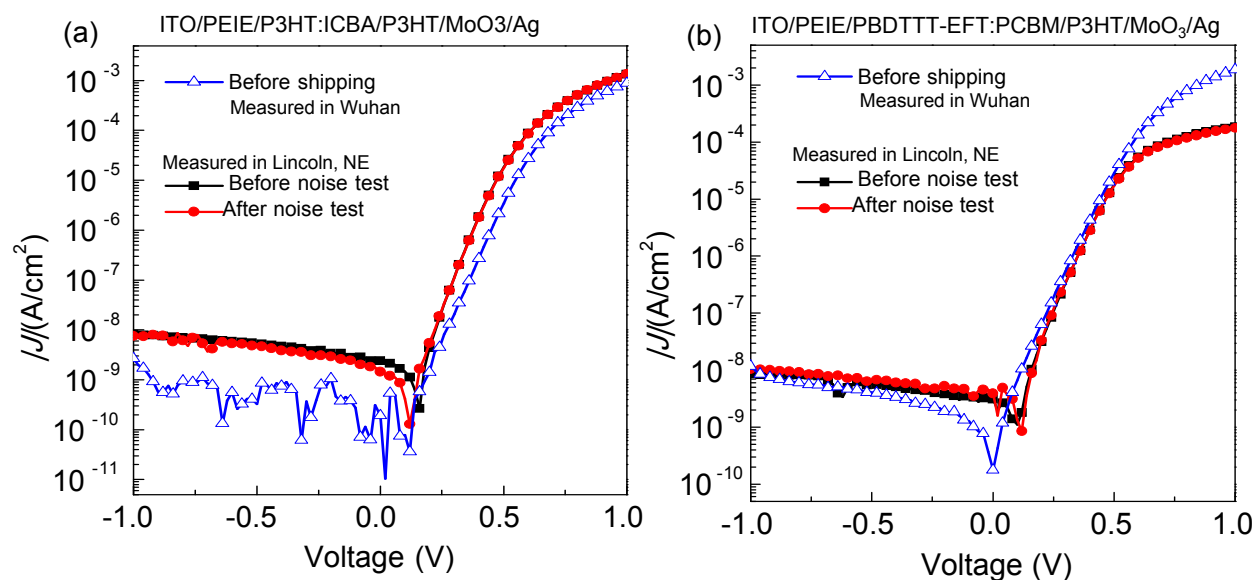 (a)
ITO/PEIE/P3HT:ICBA/P3HT/MoO3/Ag
Before shipping
Measured in Wuhan
Measured in Lincoln, NE
Before noise test
After noise test
/J/(A/cm²)
10⁻³
10⁻⁴
10⁻⁵
10⁻⁶
10⁻⁷
10⁻⁸
10⁻⁹
10⁻¹⁰
10⁻¹¹
-1.0 -0.5 0.0 0.5 1.0
Voltage (V)
(b)
ITO/PEIE/PBDTTT-EFT:PCBM/P3HT/MoO₃/Ag
Before shipping
Measured in Wuhan
Measured in Lincoln, NE
Before noise test
After noise test
/J/(A/cm²)
10⁻³
10⁻⁴
10⁻⁵
10⁻⁶
10⁻⁷
10⁻⁸
10⁻⁹
10⁻¹⁰
-1.0 -0.5 0.0 0.5 1.0
Voltage (V)